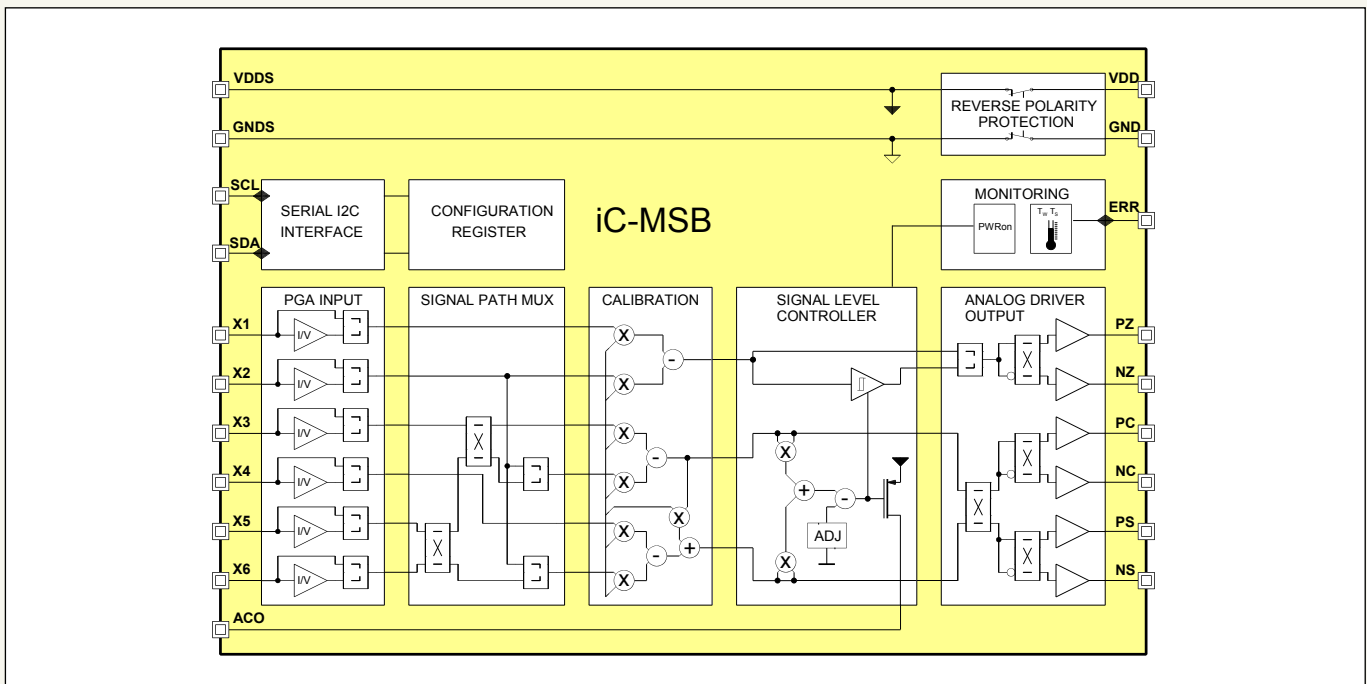 VDDS
VDD
REVERSE POLARITY
PROTECTION
GNDS
GND
SCL
SERIAL I2C
INTERFACE
CONFIGURATION
REGISTER
iC-MSB
MONITORING
PWRon
TW TS
ERR
SDA
PGA INPUT
SIGNAL PATH MUX
CALIBRATION
SIGNAL LEVEL
CONTROLLER
ANALOG DRIVER
OUTPUT
X1
I/V
X
-
PZ
X2
I/V
X
X
NZ
X3
I/V
X
X
-
X
X
PC
X4
I/V
X
+
-
X
NC
X5
I/V
X
X
X
-
+
ADJ
X
PS
X6
I/V
X
X
NS
ACO